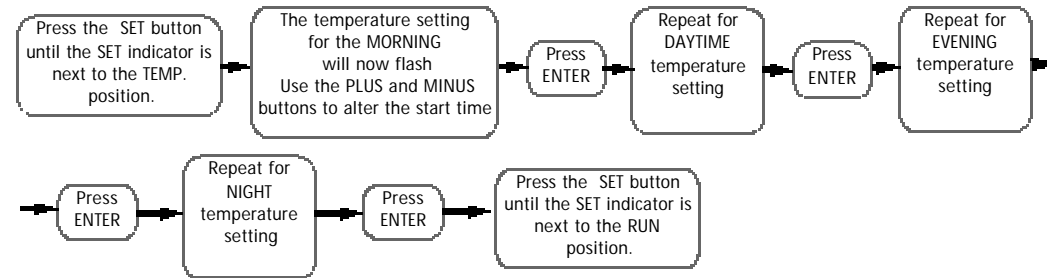 Press the SET button
until the SET indicator is
next to the TEMP.
position.
The temperature setting
for the MORNING
will now flash
Use the PLUS and MINUS
buttons to alter the start time
Press
ENTER
Repeat for
DAYTIME
temperature
setting
Press
ENTER
Repeat for
EVENING
temperature
setting
Press
ENTER
Repeat for
NIGHT
temperature
setting
Press
ENTER
Press the SET button
until the SET indicator is
next to the RUN
position.